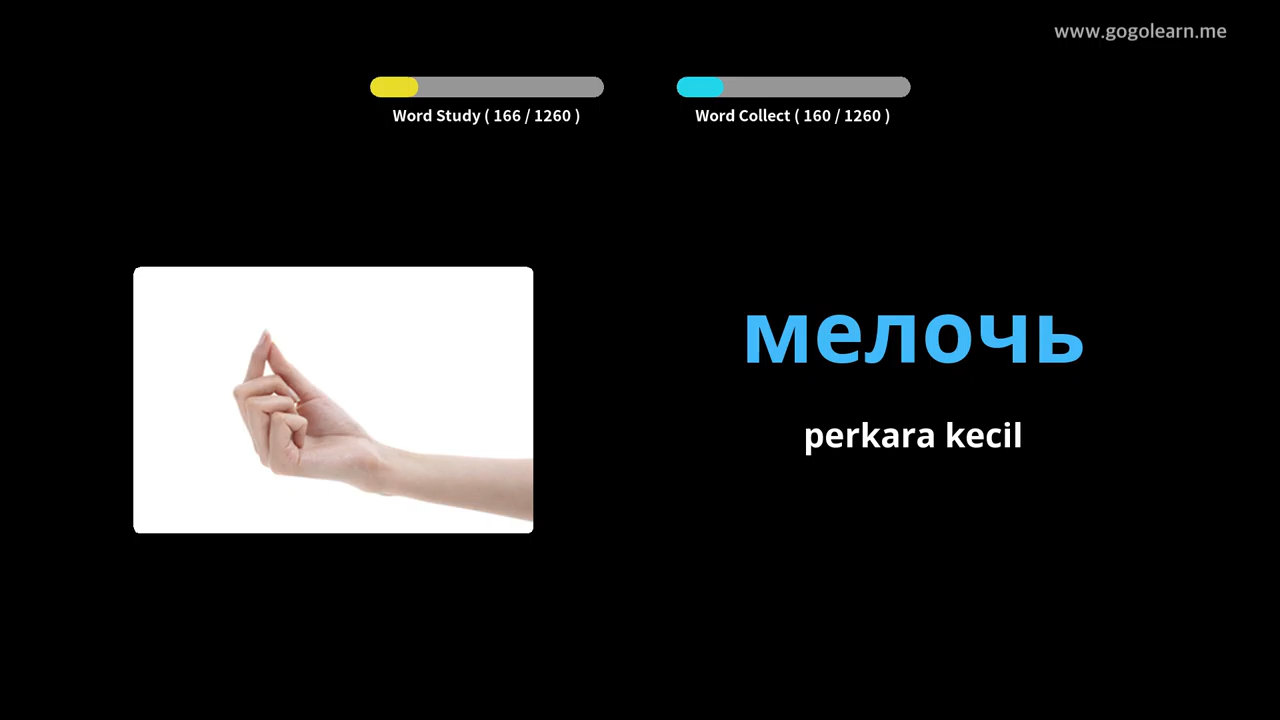 www.gogolearn.me
Word Study ( 166 / 1260 )
Word Collect ( 160 / 1260 )
мелочь
perkara kecil